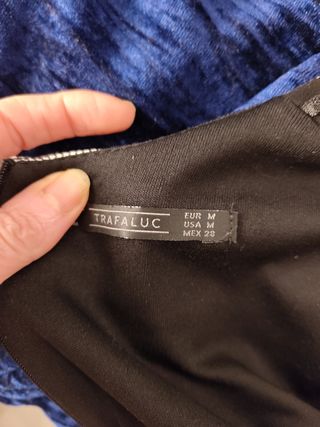 TRAFALUC
EUR M
USA M
MEX 28